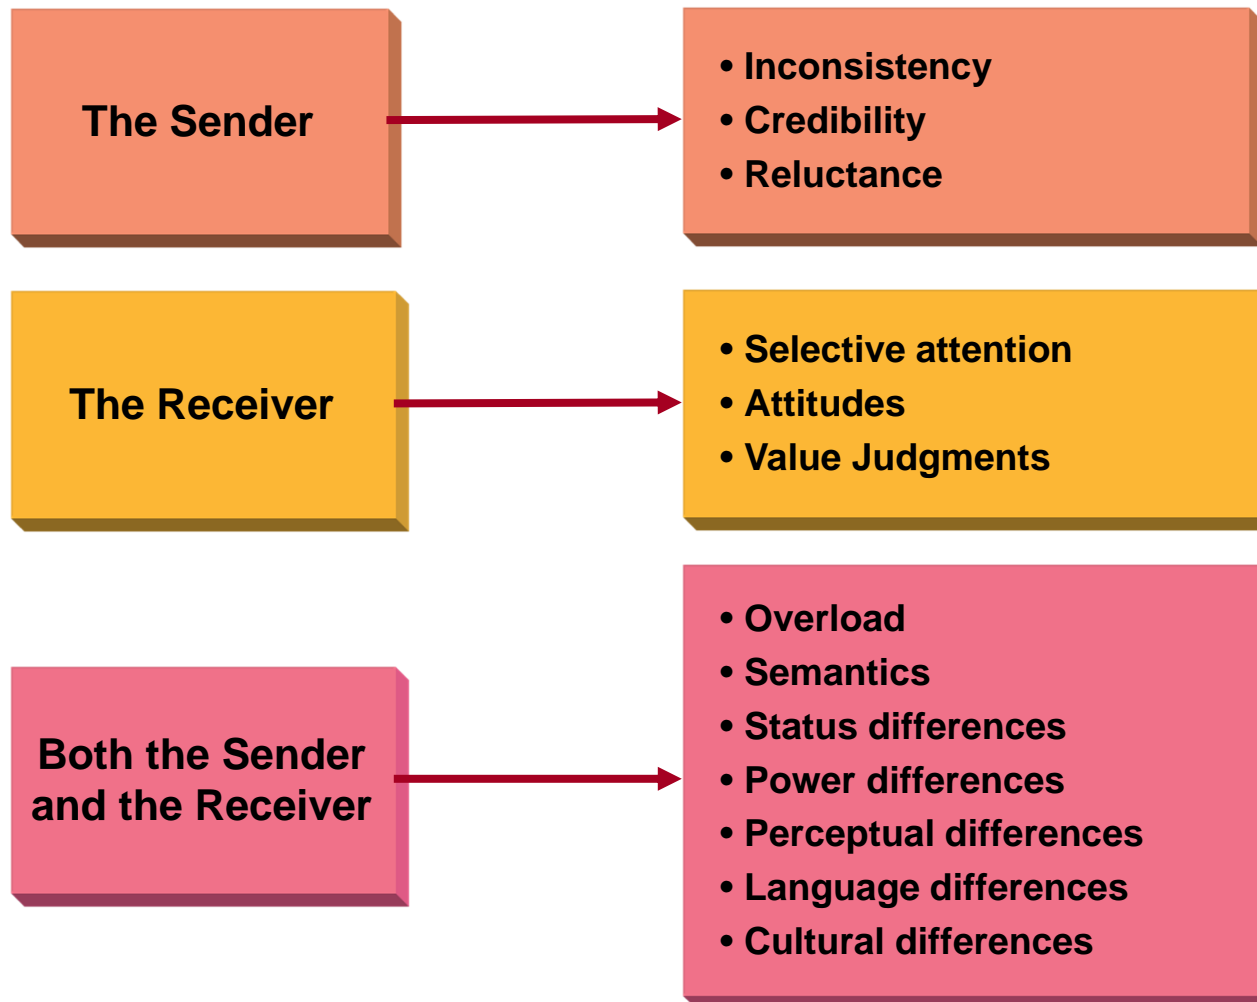 The Sender
• Inconsistency
• Credibility
• Reluctance
The Receiver
• Selective attention
• Attitudes
• Value Judgments
Both the Sender
and the Receiver
• Overload
• Semantics
• Status differences
• Power differences
• Perceptual differences
• Language differences
• Cultural differences